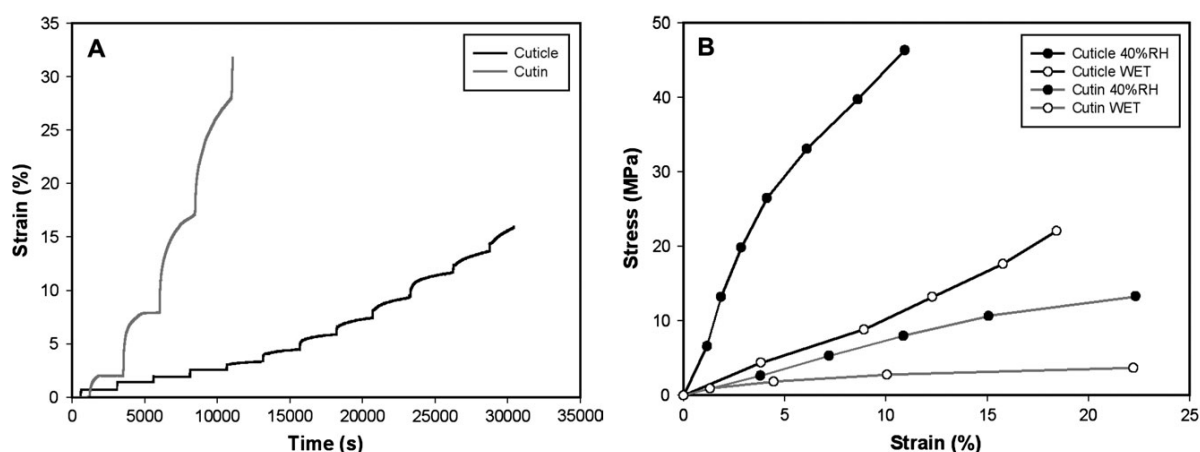 A
Cuticle
Cutin
35
30
25
20
15
10
5
0
Strain (%)
0 5000 10000 15000 20000 25000 30000 35000
Time (s)
B
Cuticle 40%RH
Cuticle WET
Cutin 40%RH
Cutin WET
50
40
30
20
10
0
Stress (MPa)
0 5 10 15 20 25
Strain (%)